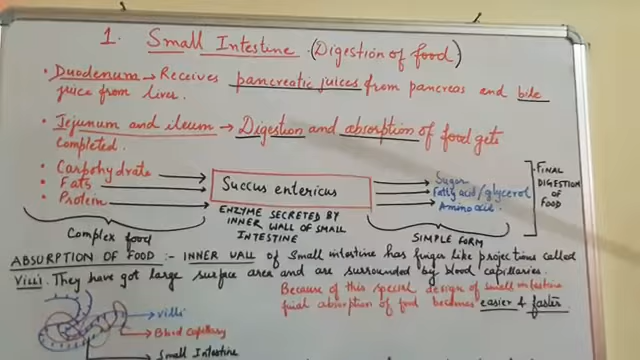 1. Small Intestine (Digestion of food)
• Duodenum → Receives pancreatic juices from pancreas and bile
juice from liver.
• Jejunum and ileum → Digestion and absorption of food gets
completed.
• Carbohydrate → Succus entericus → Sugar
• Fats → Fatty acid/glycerol
• Protein → Amino acid
FINAL DIGESTION OF FOOD
Complex food
ENZYME SECRETED BY
INNER WALL OF SMALL
INTESTINE
SIMPLE FORM
ABSORPTION OF FOOD :- INNER WALL of Small intestine has finger like projections called
Villi. They have got large surface area and are surrounded by blood capillaries.
Because of this special design of small intestine
final absorption of food becomes easier & faster.
→ Villi
→ Blood Capillary
→ Small Intestine